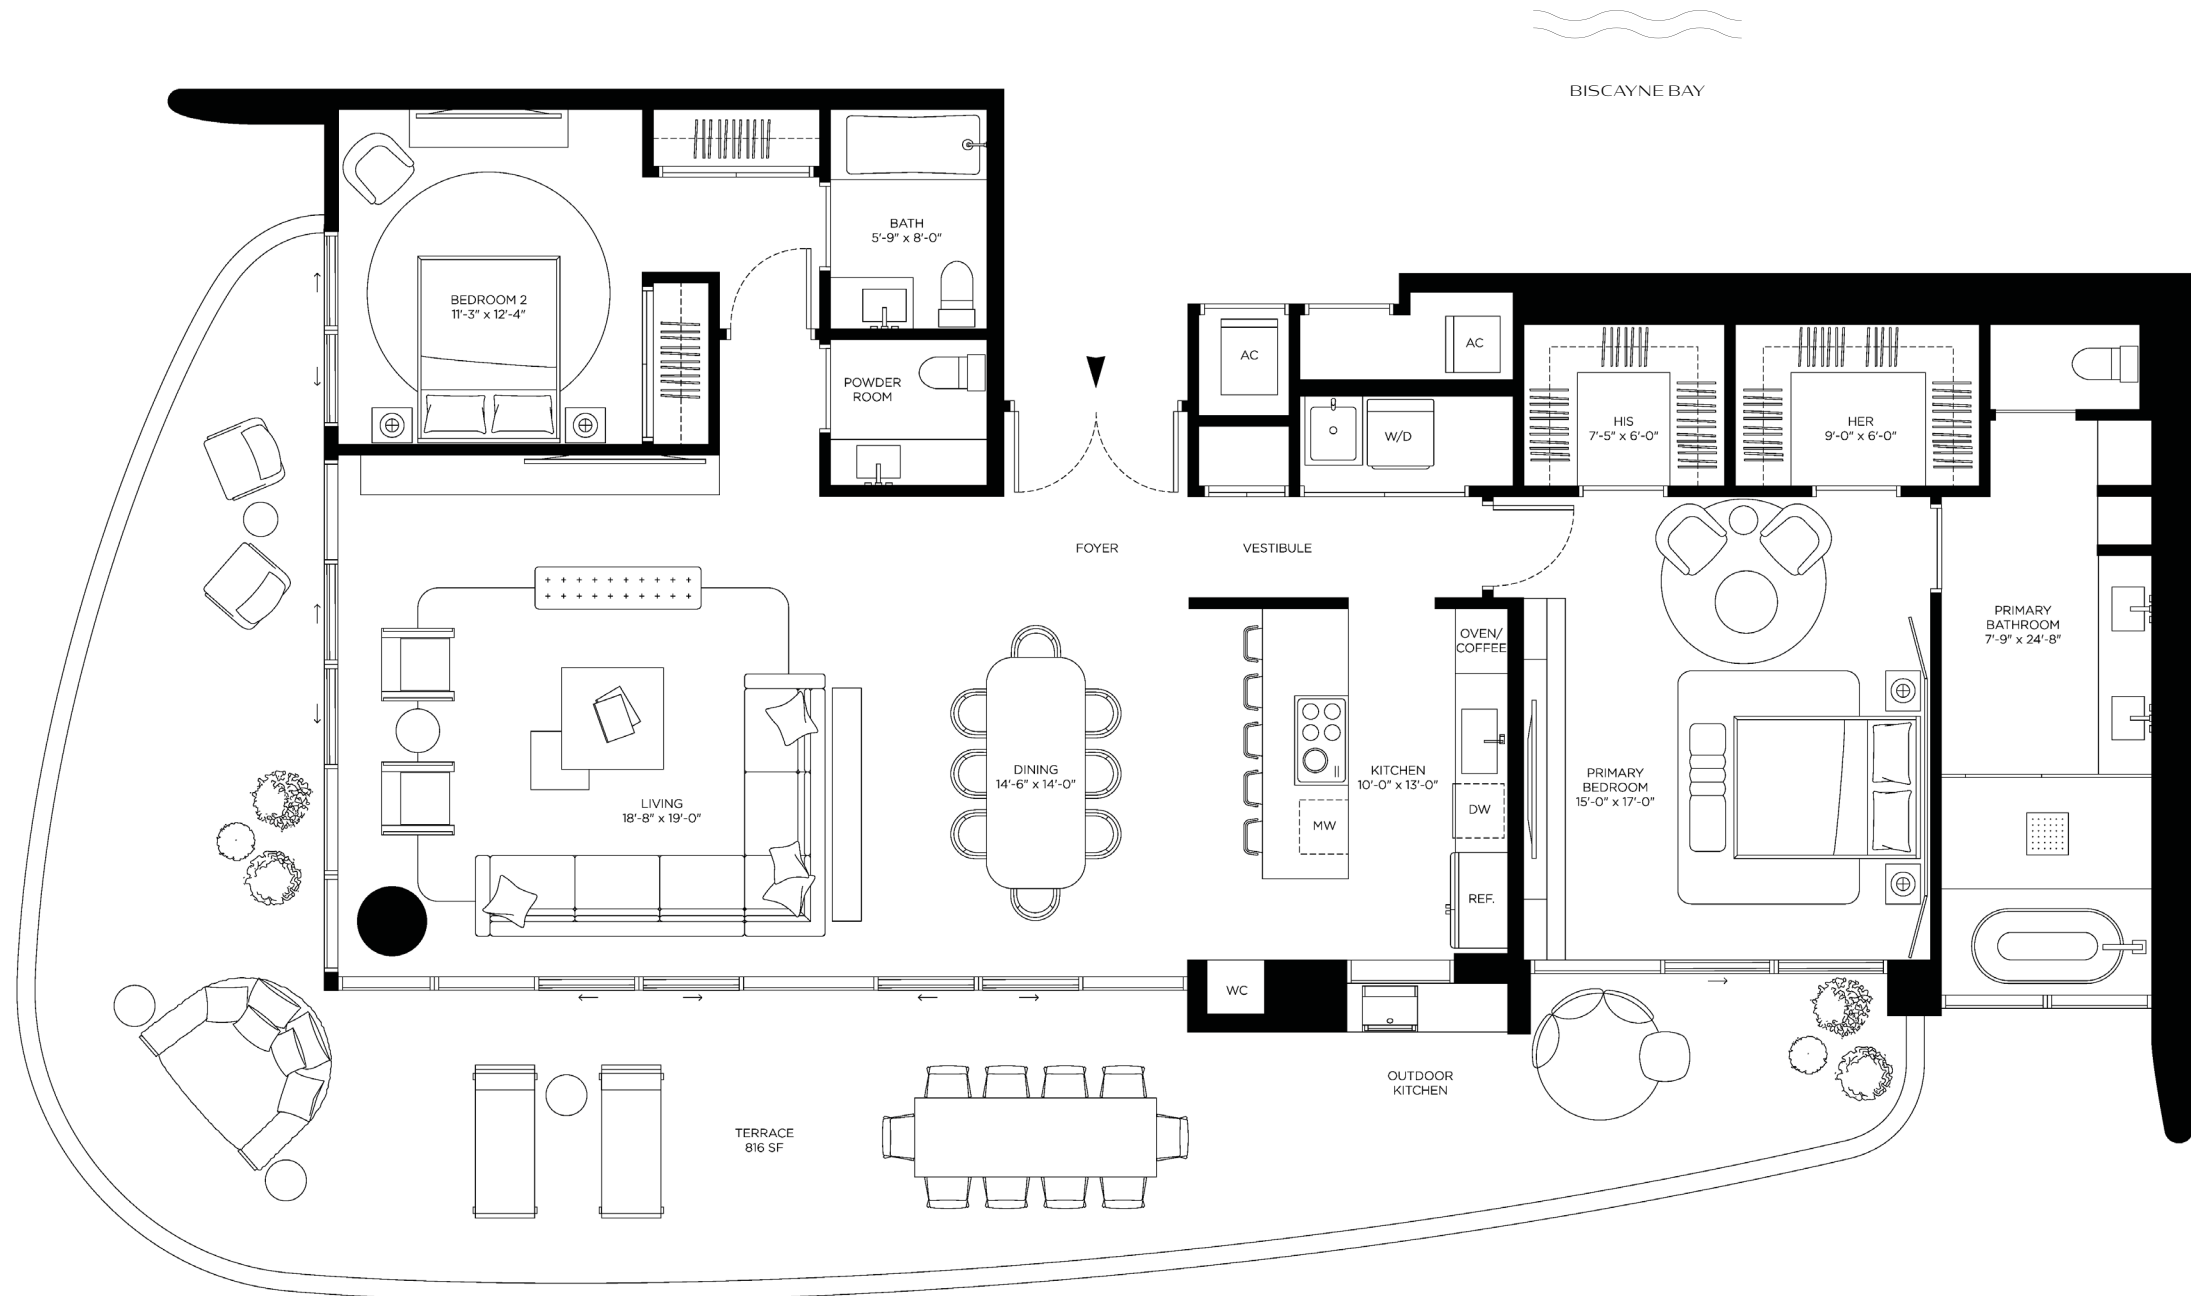 BISCAYNE BAY
BATH
5'-9" x 8'-0"
BEDROOM 2
11'-3" x 12'-4"
POWDER
ROOM
AC
AC
W/D
HIS
7'-5" x 6'-0"
HER
9'-0" x 6'-0"
FOYER
VESTIBULE
OVEN/
COFFEE
PRIMARY
BATHROOM
7'-9" x 24'-8"
LIVING
18'-8" x 19'-0"
DINING
14'-6" x 14'-0"
KITCHEN
10'-0" x 13'-0"
MW
DW
PRIMARY
BEDROOM
15'-0" x 17'-0"
REF.
WC
OUTDOOR
KITCHEN
TERRACE
816 SF